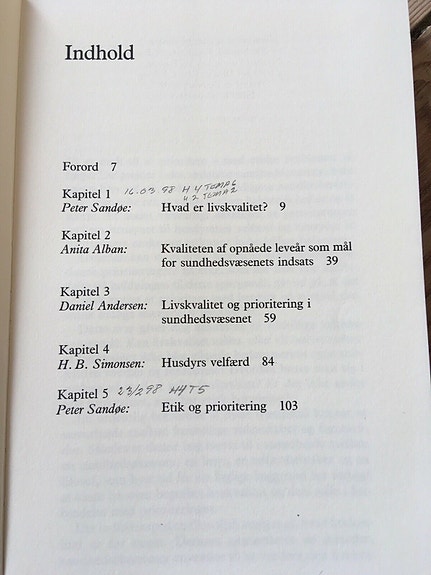 Indhold
Forord 7
Kapitel 1 16.03.98
Peter Sandøe: Hvad er livskvalitet? 9
Kapitel 2
Anita Alban: Kvaliteten af opnåede leveår som mål
for sundhedsvæsenets indsats 39
Kapitel 3
Daniel Andersen: Livskvalitet og prioritering i
sundhedsvæsenet 59
Kapitel 4
H. B. Simonsen: Husdyrs velfærd 84
Kapitel 5 23/298
Peter Sandøe: Etik og prioritering 103